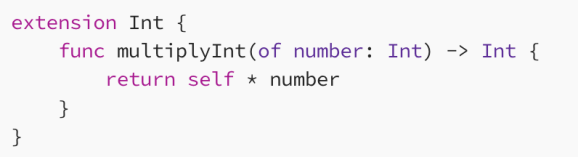 extension Int {
    func multiplyInt(of number: Int) -> Int {
        return self * number
    }
}